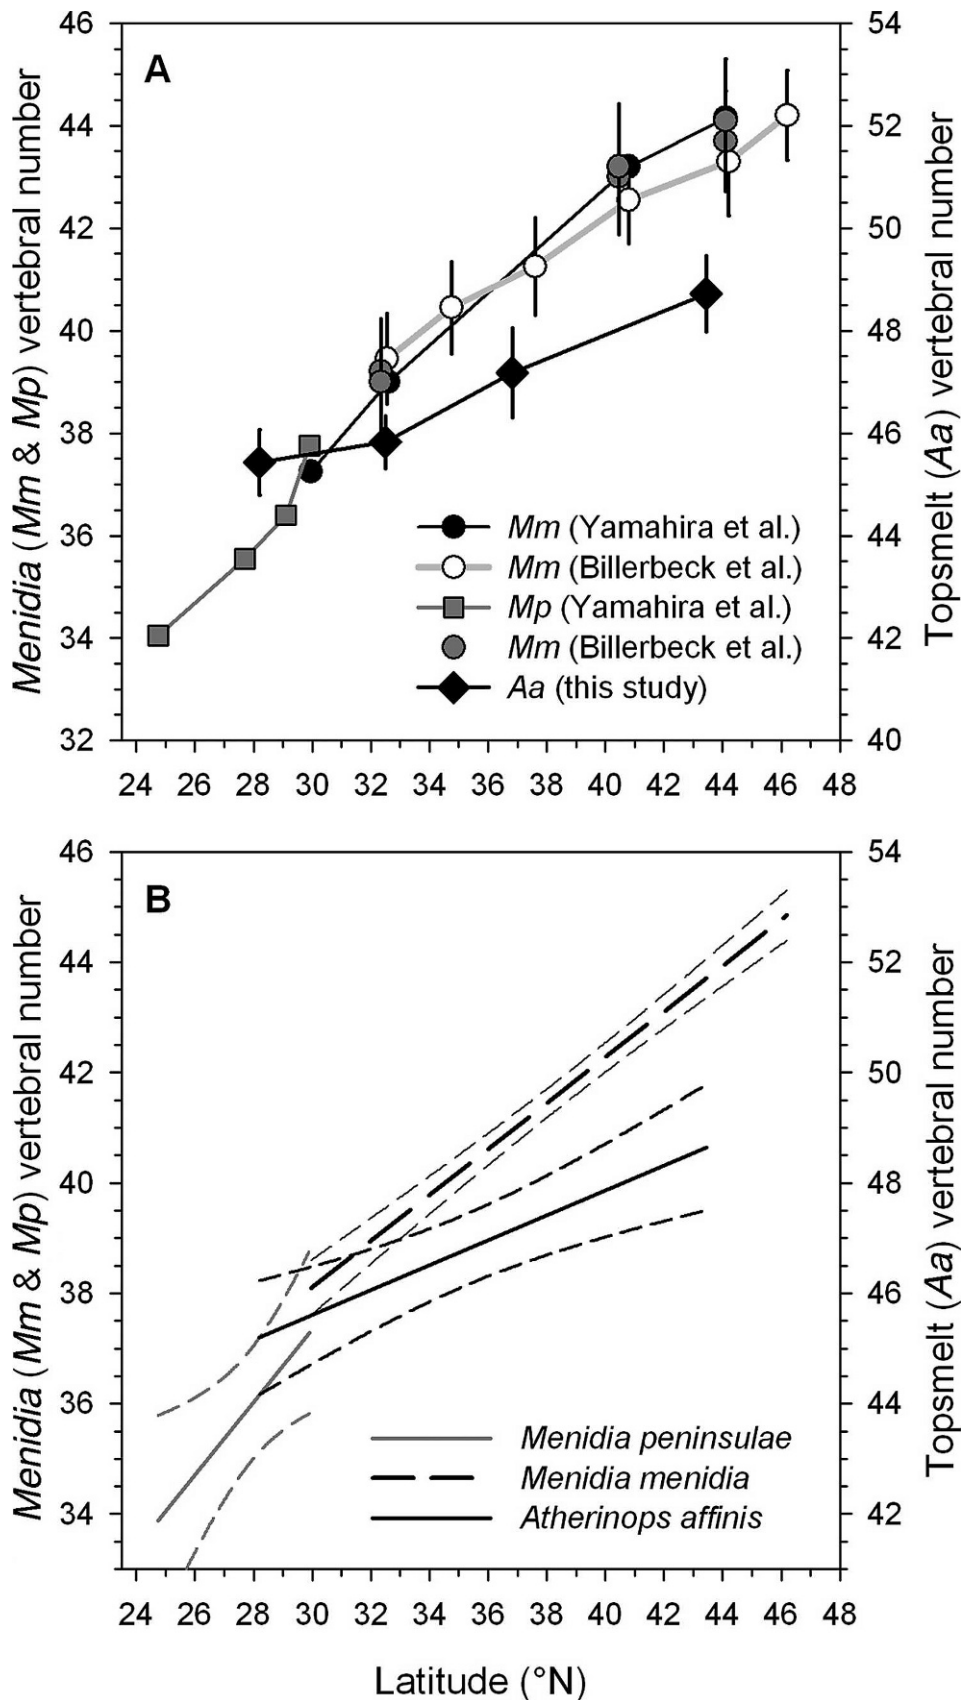 A
Menidia (Mm & Mp) vertebral number
46
44
42
40
38
36
34
32
Topsmelt (Aa) vertebral number
54
52
50
48
46
44
42
40
Mm (Yamahira et al.)
Mm (Billerbeck et al.)
Mp (Yamahira et al.)
Mm (Billerbeck et al.)
Aa (this study)
24 26 28 30 32 34 36 38 40 42 44 46 48
B
Menidia (Mm & Mp) vertebral number
46
44
42
40
38
36
34
Topsmelt (Aa) vertebral number
54
52
50
48
46
44
42
Menidia peninsulae
Menidia menidia
Atherinops affinis
24 26 28 30 32 34 36 38 40 42 44 46 48
Latitude (°N)